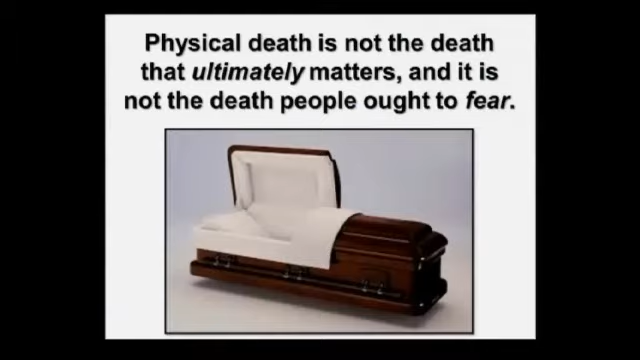 Physical death is not the death
that ultimately matters, and it is
not the death people ought to fear.